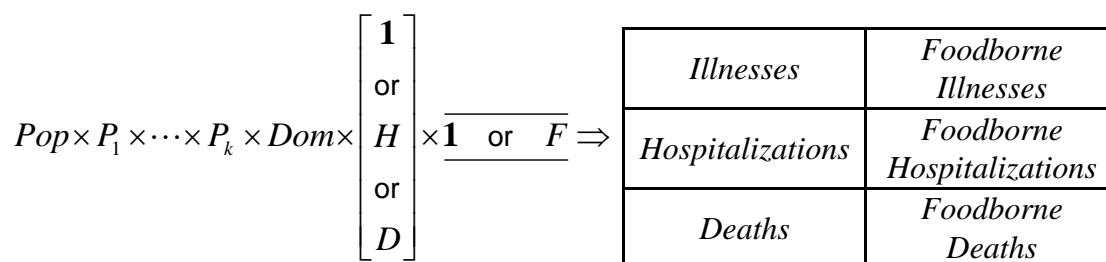 Pop × P₁ × ⋯ × Pₖ × Dom × [1 or H or D] × 1 or F ⇒
Illnesses Foodborne Illnesses
Hospitalizations Foodborne Hospitalizations
Deaths Foodborne Deaths